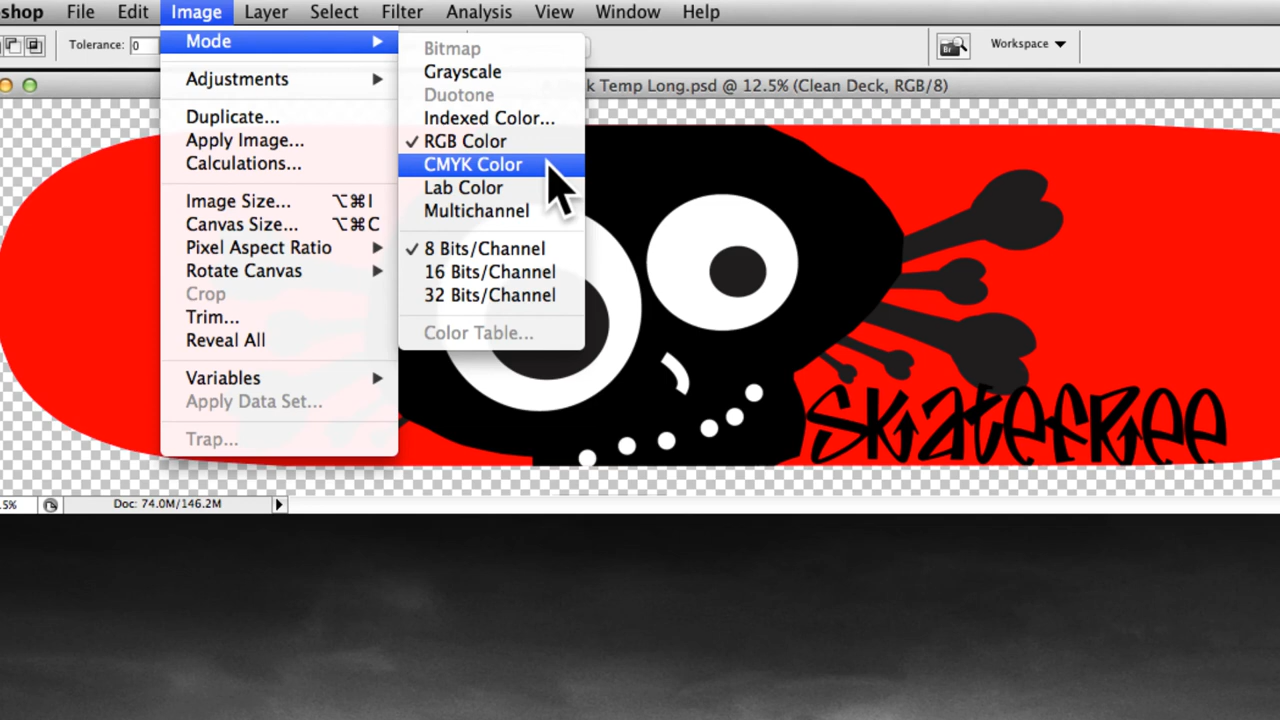 shop File Edit Image Layer Select Filter Analysis View Window Help
Tolerance: 0
Br
Workspace
k Temp Long.psd @ 12.5% (Clean Deck, RGB/8)
Mode
Adjustments
Duplicate...
Apply Image...
Calculations...
Image Size... ⌥⌘I
Canvas Size... ⌥⌘C
Pixel Aspect Ratio
Rotate Canvas
Crop
Trim...
Reveal All
Variables
Apply Data Set...
Trap...
Bitmap
Grayscale
Duotone
Indexed Color...
✓ RGB Color
CMYK Color
Lab Color
Multichannel
✓ 8 Bits/Channel
16 Bits/Channel
32 Bits/Channel
Color Table...
skatefree
.5% Doc: 74.0M/146.2M